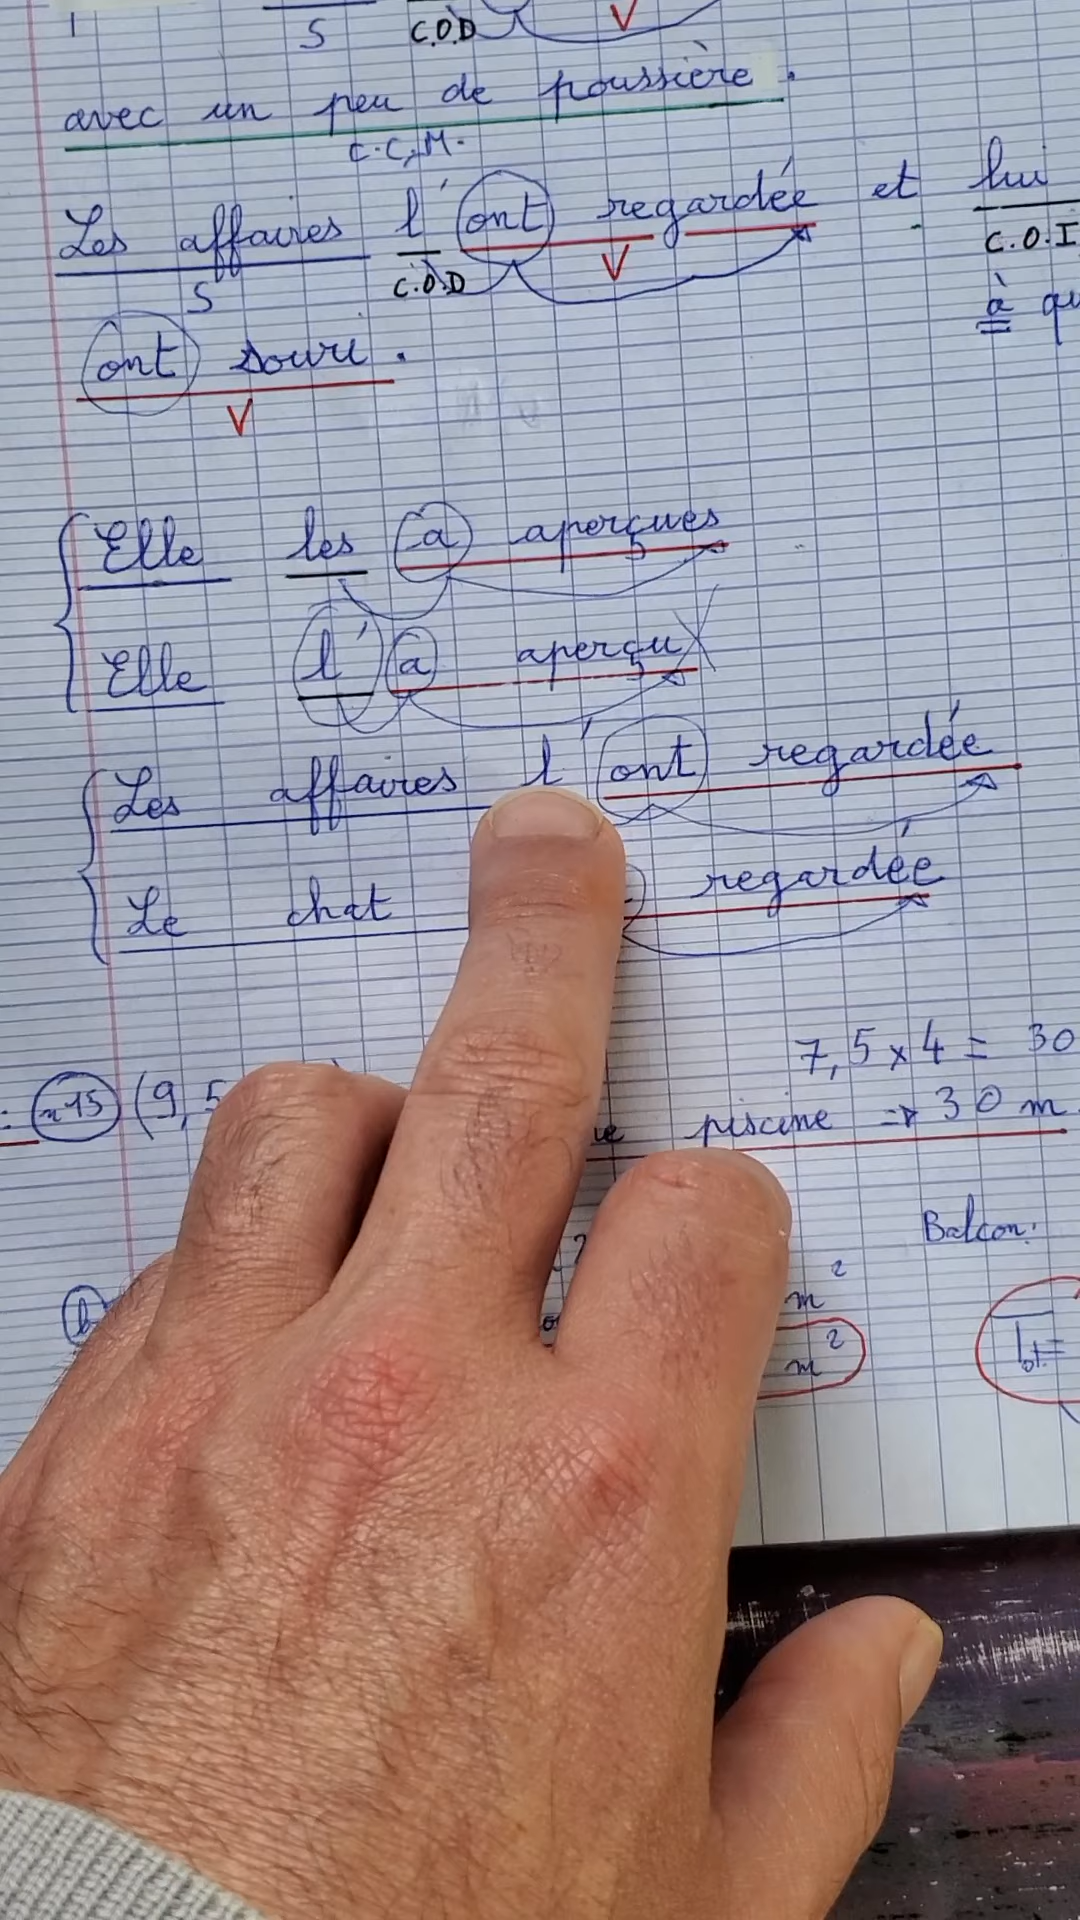 S C.O.D V
avec un peu de poussière.
C.C.M.
Les affaires l'ont regardée et lui
S C.O.D V C.O.I
à qu
ont souri.
V
Elle les a aperçues
Elle l'a aperçu
Les affaires l'ont regardée
Le chat regardée
7,5 x 4 = 30
: n°15 (9,5
piscine => 30 m.
Balcon:
b m²
m²